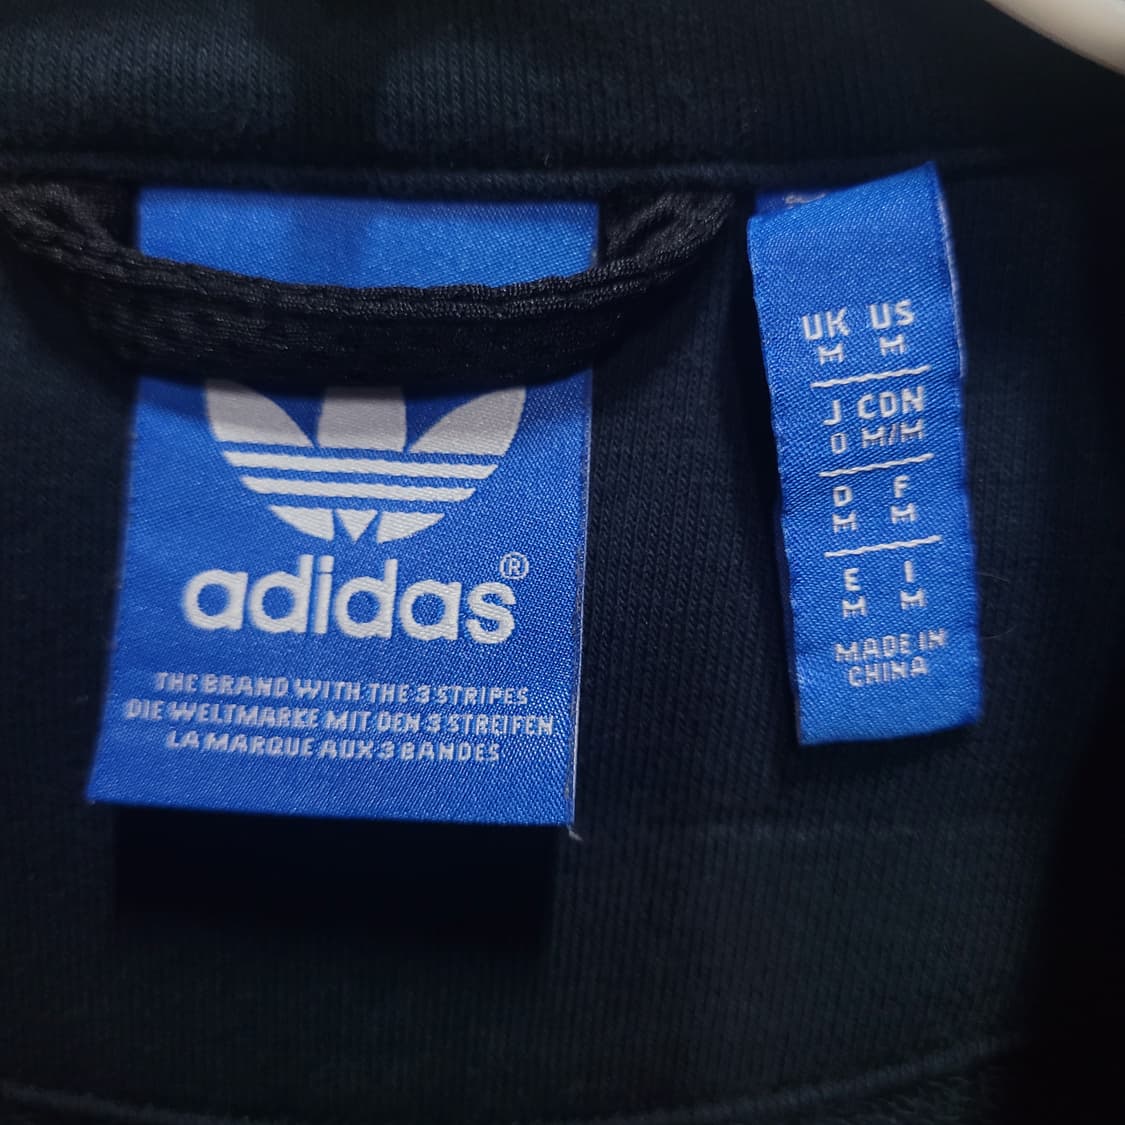 adidas®
THE BRAND WITH THE 3 STRIPES
DIE WELTMARKE MIT DEN 3 STREIFEN
LA MARQUE AUX 3 BANDES
UK US
M M
J CDN
O M/M
D F
M M
E I
M M
MADE IN
CHINA